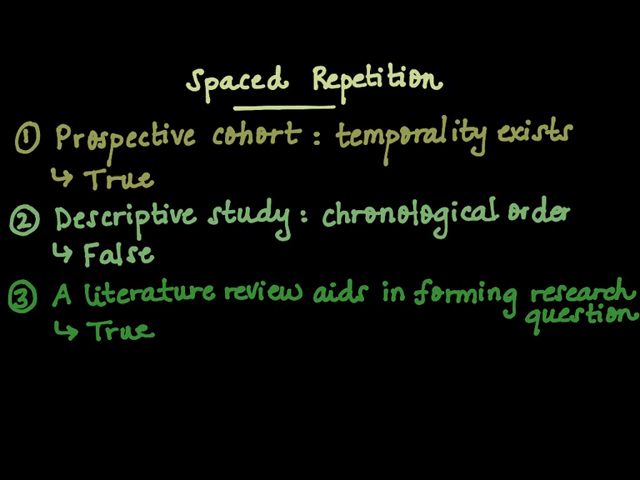 Spaced Repetition
① Prospective cohort : temporality exists
↳ True
② Descriptive study : chronological order
↳ False
③ A literature review aids in forming research
question
↳ True